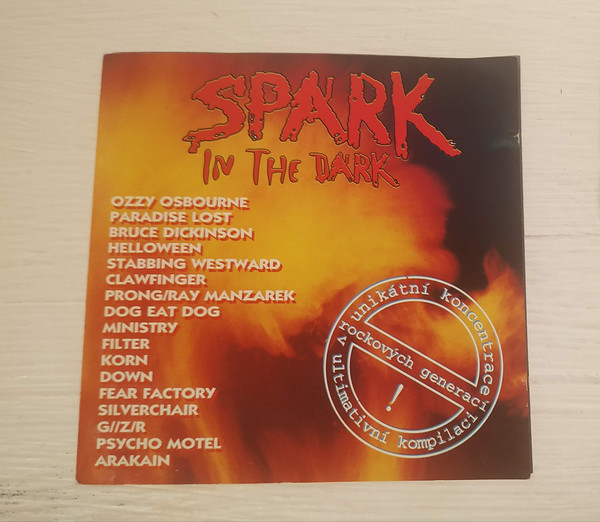 SPARK
IN THE DARK
OZZY OSBOURNE
PARADISE LOST
BRUCE DICKINSON
HELLOWEEN
STABBING WESTWARD
CLAWFINGER
PRONG/RAY MANZAREK
DOG EAT DOG
MINISTRY
FILTER
KORN
DOWN
FEAR FACTORY
SILVERCHAIR
G//Z/R
PSYCHO MOTEL
ARAKAIN
unikátní koncentrace
rockových generací
!
v ultimativní kompilaci